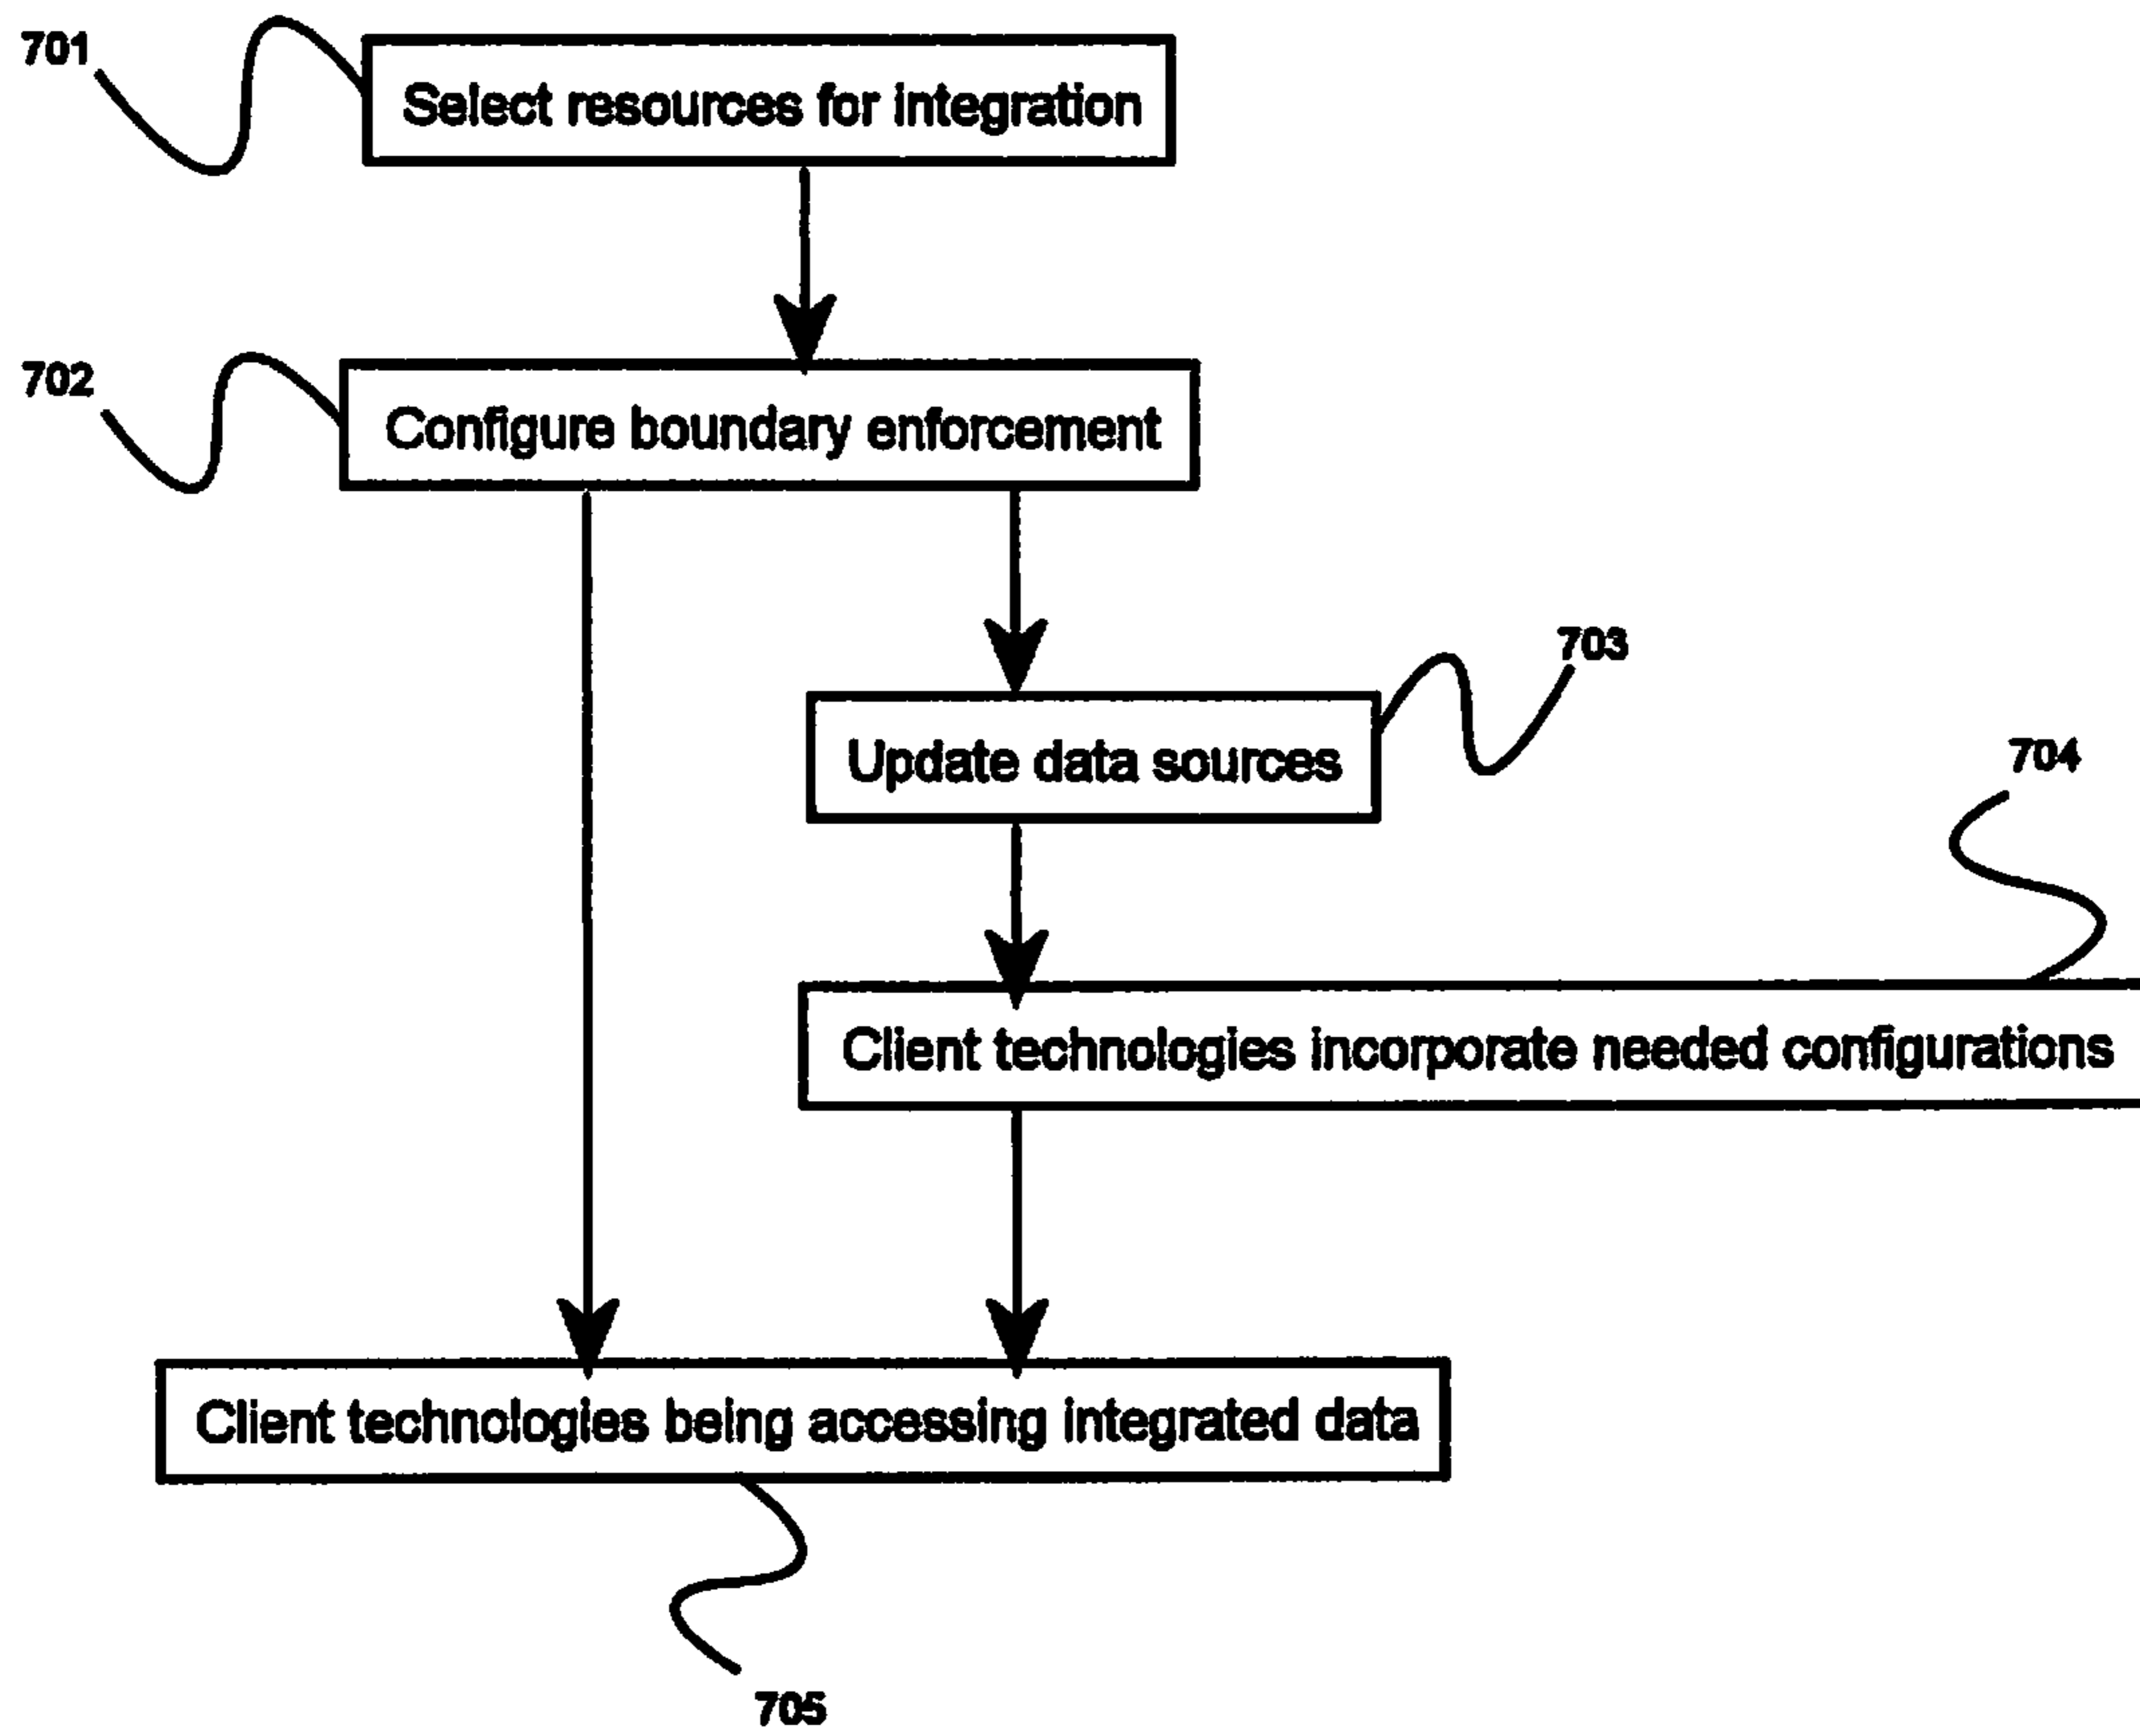 701
Select resources for integration
702
Configure boundary enforcement
703
Update data sources
704
Client technologies incorporate needed configurations
Client technologies being accessing integrated data
705